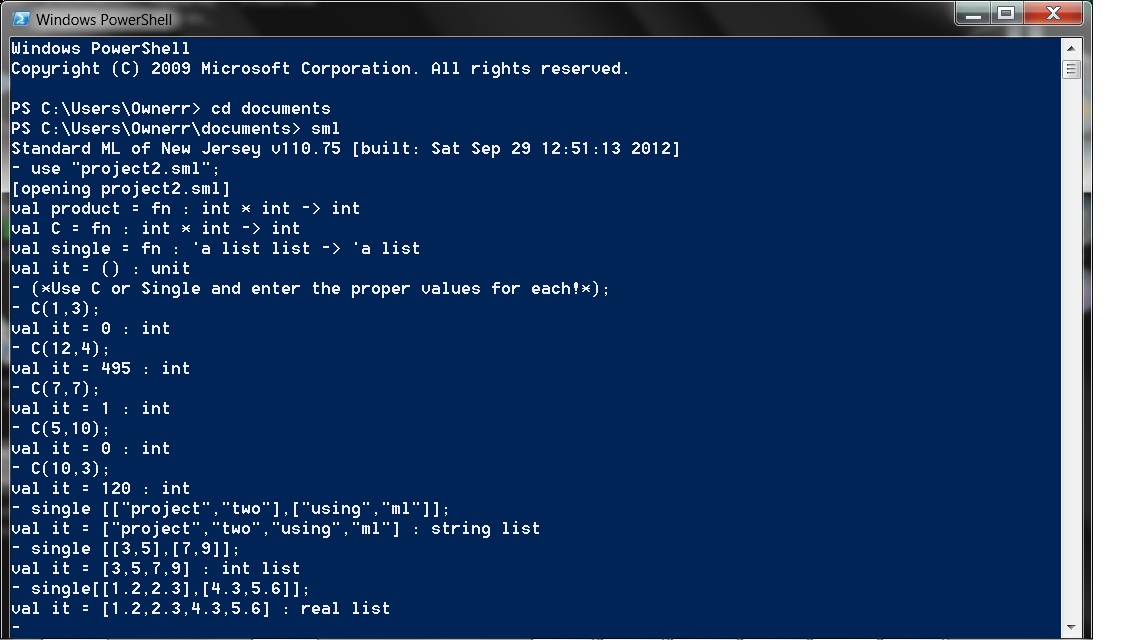 Windows PowerShell
Windows PowerShell
Copyright (C) 2009 Microsoft Corporation. All rights reserved.
PS C:\Users\Ownerr> cd documents
PS C:\Users\Ownerr\documents> sml
Standard ML of New Jersey v110.75 [built: Sat Sep 29 12:51:13 2012]
- use "project2.sml";
[opening project2.sml]
val product = fn : int * int -> int
val C = fn : int * int -> int
val single = fn : 'a list list -> 'a list
val it = () : unit
- (*Use C or Single and enter the proper values for each!*);
- C(1,3);
val it = 0 : int
- C(12,4);
val it = 495 : int
- C(7,7);
val it = 1 : int
- C(5,10);
val it = 0 : int
- C(10,3);
val it = 120 : int
- single [["project","two"],["using","ml"]];
val it = ["project","two","using","ml"] : string list
- single [[3,5],[7,9]];
val it = [3,5,7,9] : int list
- single[[1.2,2.3],[4.3,5.6]];
val it = [1.2,2.3,4.3,5.6] : real list
-